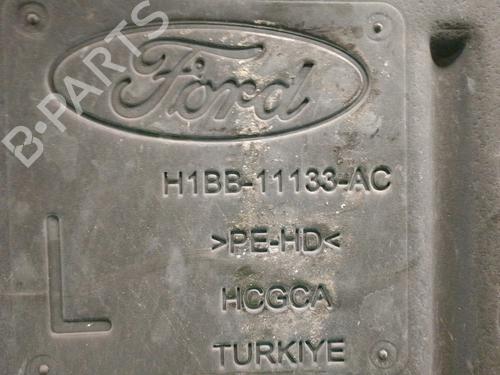 Ford
B-PARTS
H1BB-11133-AC
>PE-HD<
HCGCA
L
TURKIYE